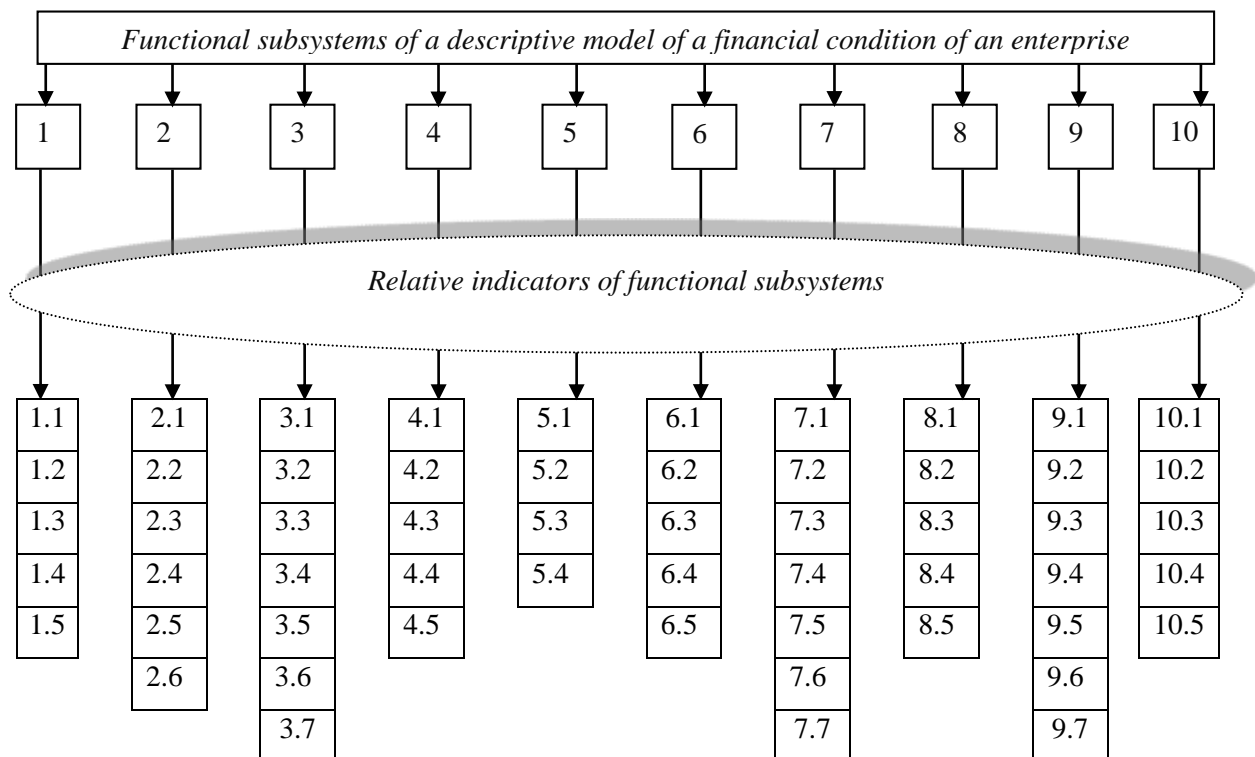 Functional subsystems of a descriptive model of a financial condition of an enterprise
1 2 3 4 5 6 7 8 9 10
Relative indicators of functional subsystems
1.1 2.1 3.1 4.1 5.1 6.1 7.1 8.1 9.1 10.1
1.2 2.2 3.2 4.2 5.2 6.2 7.2 8.2 9.2 10.2
1.3 2.3 3.3 4.3 5.3 6.3 7.3 8.3 9.3 10.3
1.4 2.4 3.4 4.4 5.4 6.4 7.4 8.4 9.4 10.4
1.5 2.5 3.5 4.5 6.5 7.5 8.5 9.5 10.5
2.6 3.6 7.6 9.6
3.7 7.7 9.7